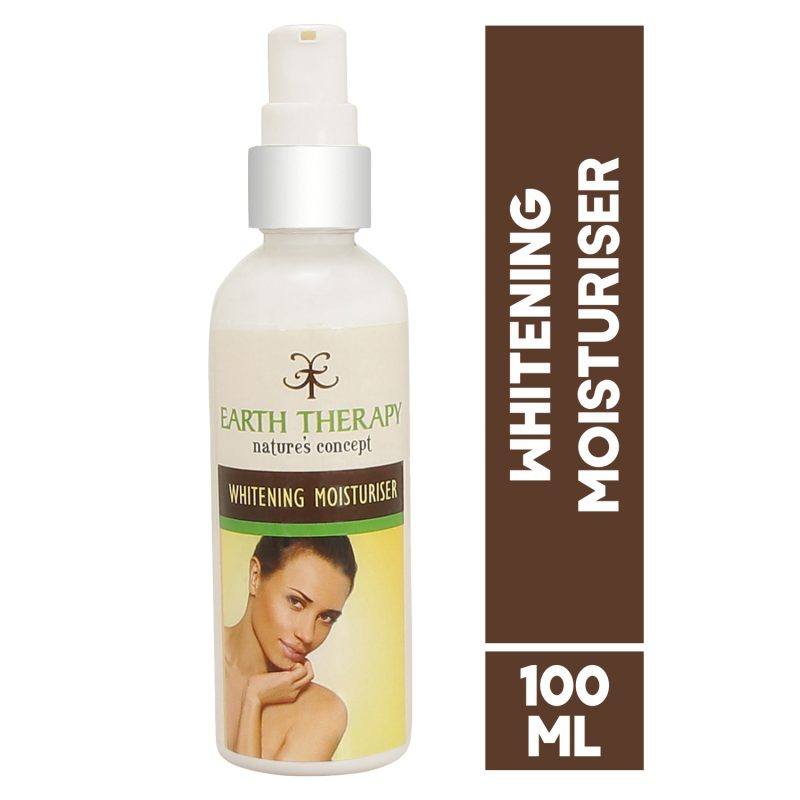 EARTH THERAPY
nature's concept
WHITENING MOISTURISER
WHITENING
MOISTURISER
100
ML